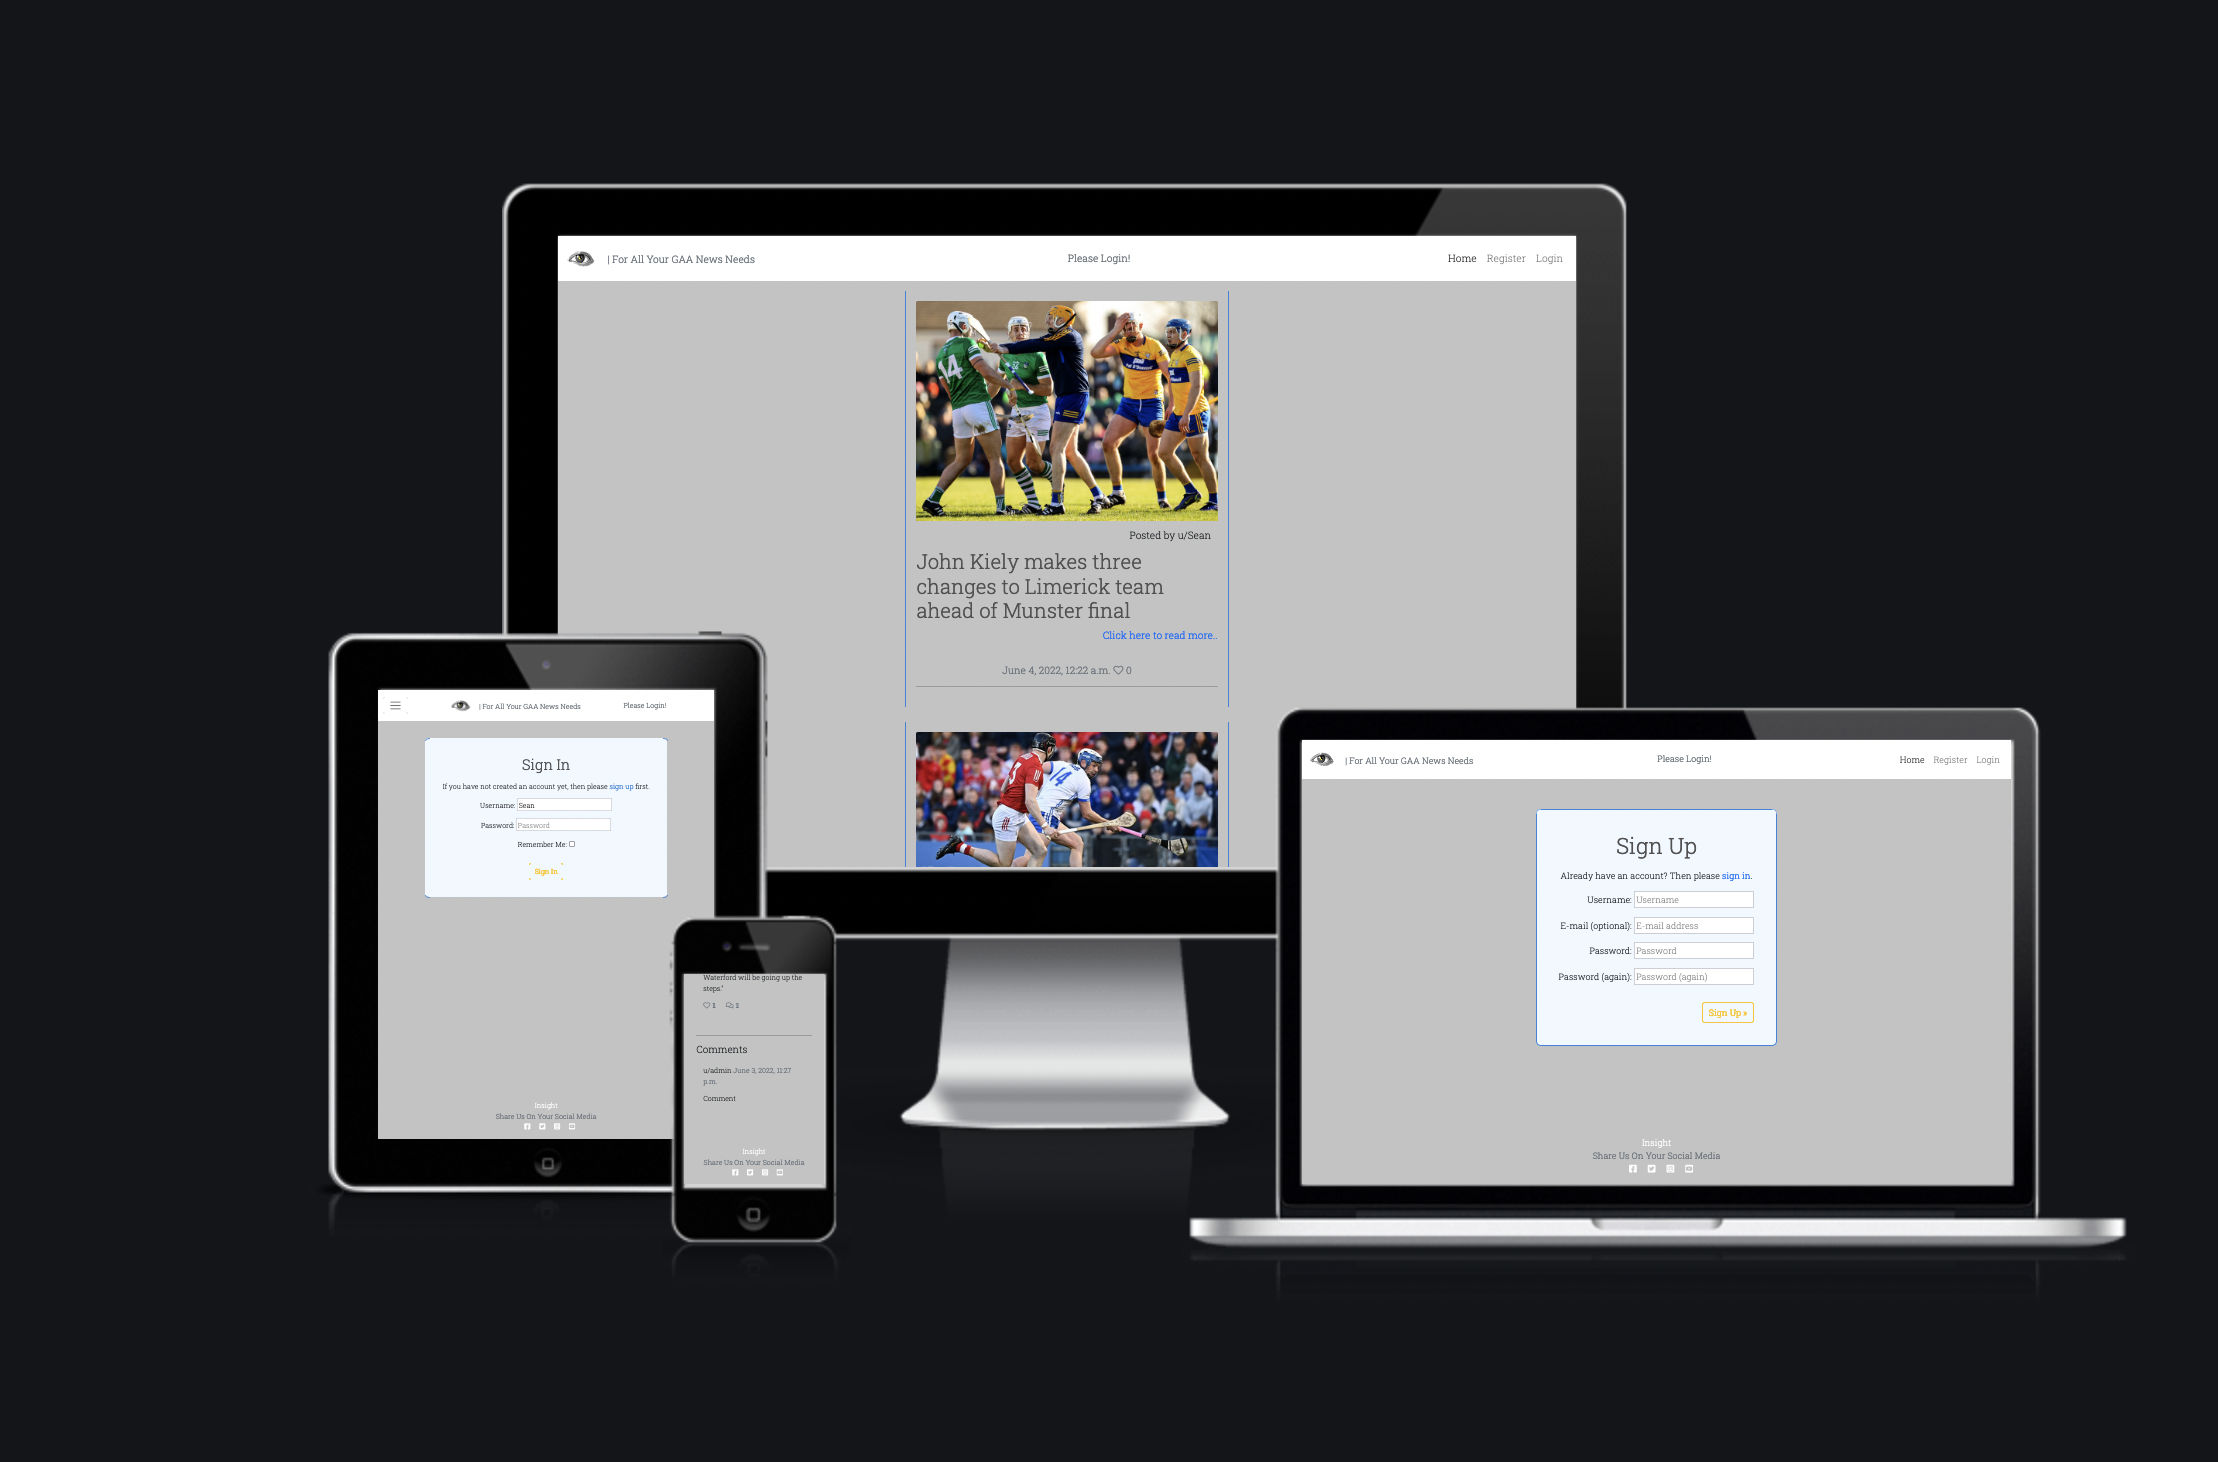 | For All Your GAA News Needs
Please Login!
Home Register Login
14
Posted by u/Sean
John Kiely makes three
changes to Limerick team
ahead of Munster final
Click here to read more..
June 4, 2022, 12:22 a.m. 0
3
14
| For All Your GAA News Needs
Please Login!
Sign In
If you have not created an account yet, then please sign up first.
Username: Sean
Password: Password
Remember Me:
Sign In
Insight
Share Us On Your Social Media
Waterford will be going up the
steps."
1 1
Comments
u/admin June 3, 2022, 11:27
p.m.
Comment
Insight
Share Us On Your Social Media
| For All Your GAA News Needs
Please Login!
Home Register Login
Sign Up
Already have an account? Then please sign in.
Username: Username
E-mail (optional): E-mail address
Password: Password
Password (again): Password (again)
Sign Up »
Insight
Share Us On Your Social Media